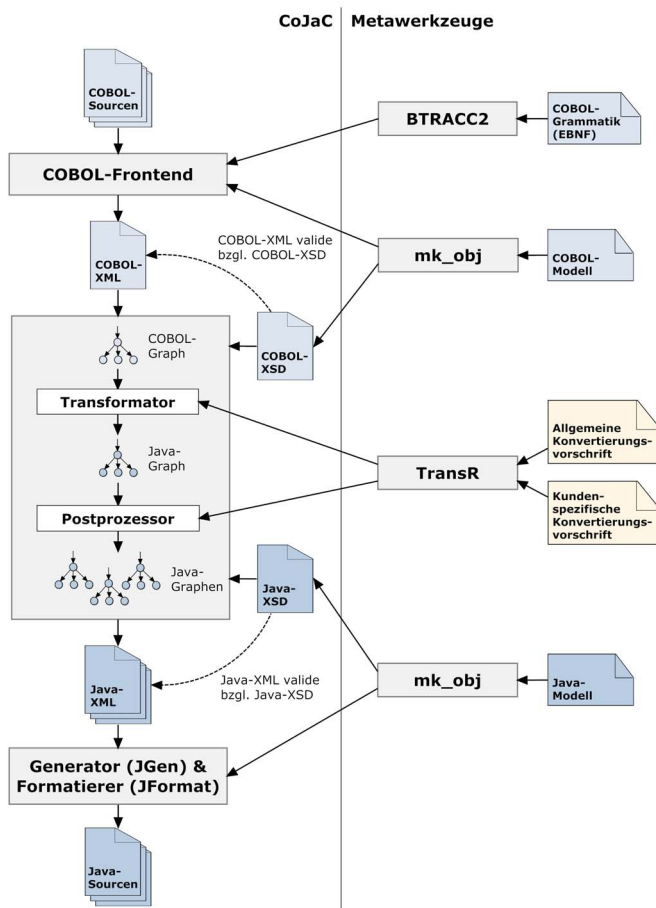 CoJaC
Metawerkzeuge
COBOL-
Sourcen
BTRACC2
COBOL-
Grammatik
(EBNF)
COBOL-Frontend
COBOL-
XML
COBOL-XML valide
bzgl. COBOL-XSD
mk_obj
COBOL-
Modell
COBOL-
Graph
COBOL-
XSD
Transformator
Java-
Graph
TransR
Allgemeine
Konvertierungs-
vorschrift
Kunden-
spezifische
Konvertierungs-
vorschrift
Postprozessor
Java-
Graphen
Java-
XSD
Java-
XML
Java-XML valide
bzgl. Java-XSD
mk_obj
Java-
Modell
Generator (JGen) &
Formatierer (JFormat)
Java-
Sourcen